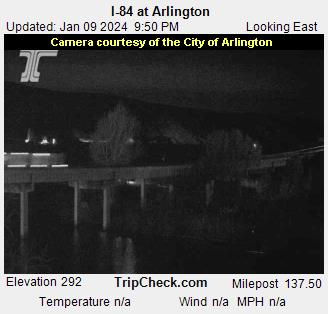 I-84 at Arlington
Updated: Jan 09 2024 9:50 PM Looking East
Camera courtesy of the City of Arlington
Elevation 292 TripCheck.com Milepost 137.50
Temperature n/a Wind n/a MPH n/a